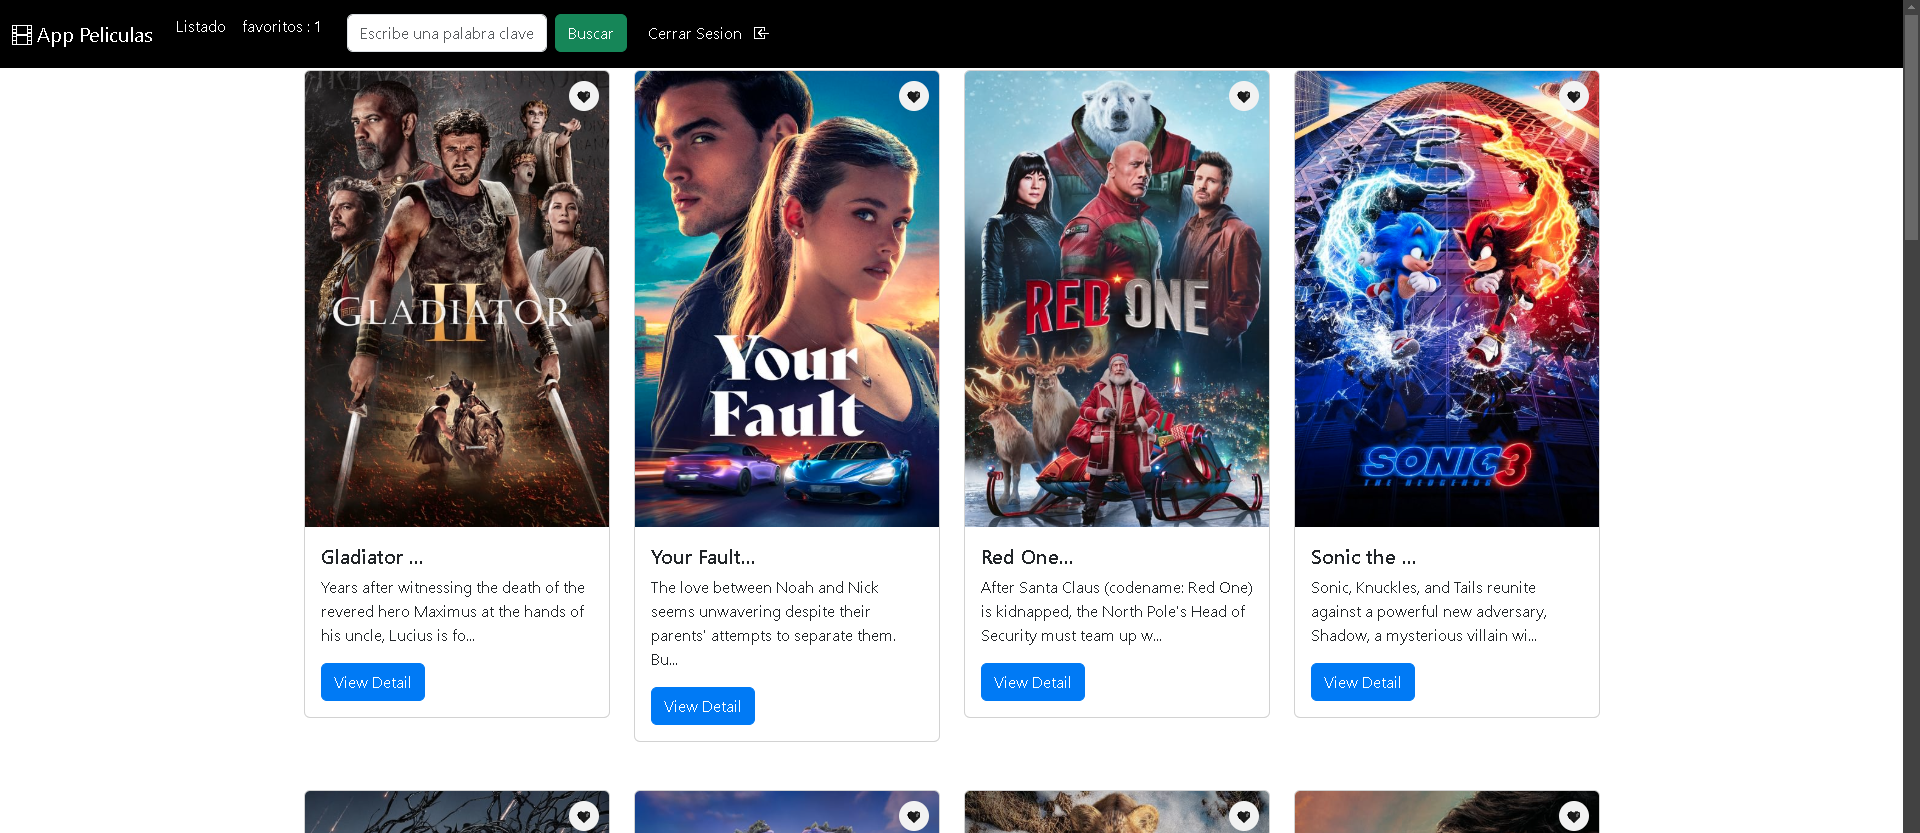 App Peliculas
Listado
favoritos : 1
Escribe una palabra clave
Buscar
Cerrar Sesion
GLADIATOR
II
Your
Fault
RED ONE
3
SONIC 3
THE HEDGEHOG
Gladiator ...
Years after witnessing the death of the
revered hero Maximus at the hands of
his uncle, Lucius is fo...
View Detail
Your Fault...
The love between Noah and Nick
seems unwavering despite their
parents' attempts to separate them.
Bu...
View Detail
Red One...
After Santa Claus (codename: Red One)
is kidnapped, the North Pole's Head of
Security must team up w...
View Detail
Sonic the ...
Sonic, Knuckles, and Tails reunite
against a powerful new adversary,
Shadow, a mysterious villain wi...
View Detail